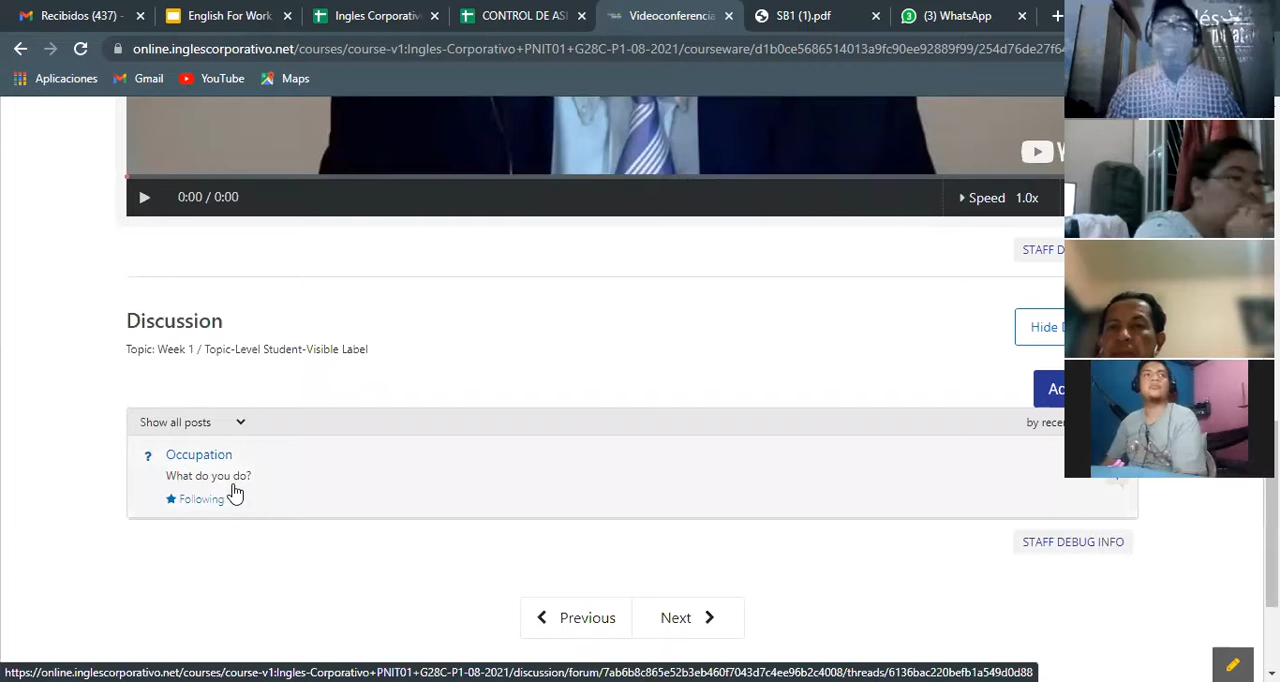 Recibidos (437) -
English For Work
Ingles Corporativ
CONTROL DE ASI
Videoconferencia
SB1 (1).pdf
(3) WhatsApp
online.inglescorporativo.net/courses/course-v1:Ingles-Corporativo+PNIT01+G28C-P1-08-2021/courseware/d1b0ce5686514013a9fc90ee92889f99/254d76de27f64
Aplicaciones
Gmail
YouTube
Maps
0:00 / 0:00
Speed 1.0x
STAFF D
Discussion
Hide
Topic: Week 1 / Topic-Level Student-Visible Label
Show all posts
by recen
? Occupation
What do you do?
Following
STAFF DEBUG INFO
Previous
Next
https://online.inglescorporativo.net/courses/course-v1:Ingles-Corporativo+PNIT01+G28C-P1-08-2021/discussion/forum/7ab6b8c865e52b3eb460f7043d7c4ee96b2c4008/threads/6136bac220befb1a549d0d88